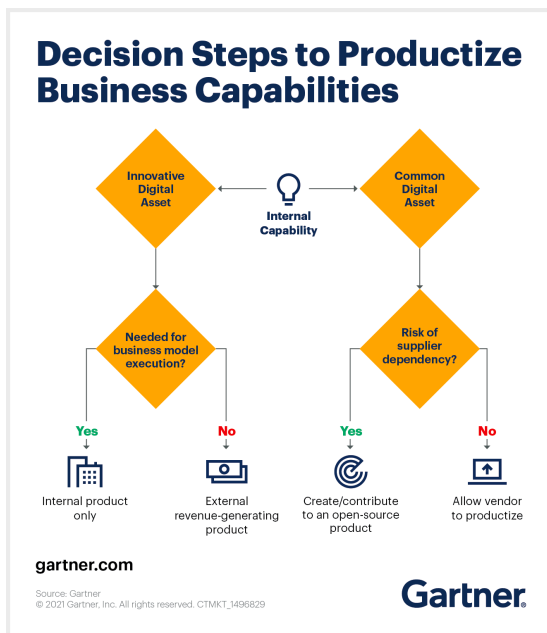 Decision Steps to Productize
Business Capabilities
Innovative
Digital
Asset
Internal
Capability
Common
Digital
Asset
Needed for
business model
execution?
Risk of
supplier
dependency?
Yes
No
Yes
No
Internal product
only
External
revenue-generating
product
Create/contribute
to an open-source
product
Allow vendor
to productize
gartner.com
Source: Gartner
© 2021 Gartner, Inc. All rights reserved. CTMKT_1496829
Gartner®